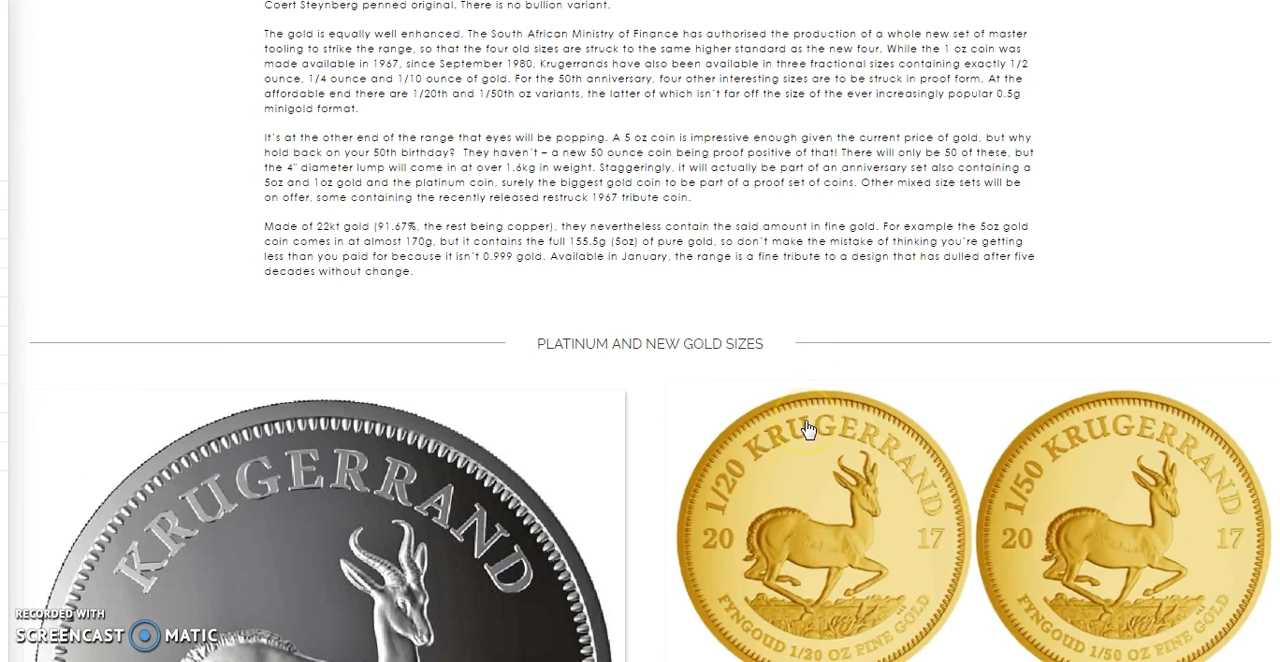 Coert Steynberg penned original. There is no bullion variant.
The gold is equally well enhanced. The South African Ministry of Finance has authorised the production of a whole new set of master
tooling to strike the range, so that the four old sizes are struck to the same higher standard as the new four. While the 1 oz coin was
made available in 1967, since September 1980, Krugerrands have also been available in three fractional sizes containing exactly 1/2
ounce, 1/4 ounce and 1/10 ounce of gold. For the 50th anniversary, four other interesting sizes are to be struck in proof form. At the
affordable end there are 1/20th and 1/50th oz variants, the latter of which isn't far off the size of the ever increasingly popular 0.5g
minigold format.
It's at the other end of the range that eyes will be popping. A 5 oz coin is impressive enough given the current price of gold, but why
hold back on your 50th birthday? They haven't – a new 50 ounce coin being proof positive of that! There will only be 50 of these, but
the 4" diameter lump will come in at over 1.6kg in weight. Staggeringly, it will actually be part of an anniversary set also containing a
5oz and 1oz gold and the platinum coin, surely the biggest gold coin to be part of a proof set of coins. Other mixed size sets will be
on offer, some containing the recently released restruck 1967 tribute coin.
Made of 22kt gold (91.67%, the rest being copper), they nevertheless contain the said amount in fine gold. For example the 5oz gold
coin comes in at almost 170g, but it contains the full 155.5g (5oz) of pure gold, so don't make the mistake of thinking you're getting
less than you paid for because it isn't 0.999 gold. Available in January, the range is a fine tribute to a design that has dulled after five
decades without change.
PLATINUM AND NEW GOLD SIZES
KRUGERRAND
1/20 KRUGERRAND
20 17
FYNGOUD 1/20 OZ FINE GOLD
1/50 KRUGERRAND
20 17
FYNGOUD 1/50 OZ FINE GOLD
RECORDED WITH
SCREENCAST MATIC